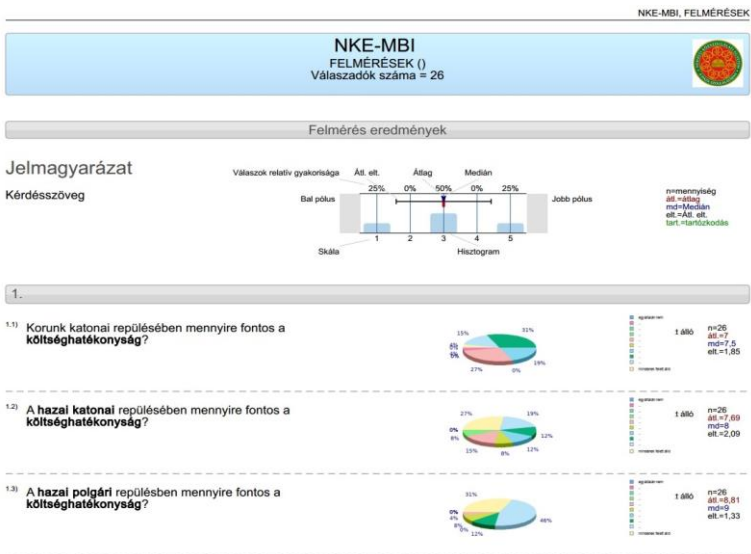 NKE-MBI, FELMÉRÉSEK
NKE-MBI
FELMÉRÉSEK ()
Válaszadók száma = 26
Felmérés eredmények
Jelmagyarázat
Kérdésszöveg
Válaszok relatív gyakorisága Átl. elt. Átlag Medián
25% 0% 50% 0% 25%
Bal pólus Jobb pólus
1 2 3 4 5
Skála Hisztogram
n=mennyiség
átl.=átlag
md=Medián
elt.=Átl. elt.
tart.=tartózkodás
1.
1.1) Korunk katonai repülésében mennyire fontos a
költséghatékonyság?
15% 31% 19% 0% 27%
t álló
n=26
átl.=7
md=7,5
elt.=1,85
1.2) A hazai katonai repülésében mennyire fontos a
költséghatékonyság?
27% 19% 12% 12% 8% 15% 8% 0%
t álló
n=26
átl.=7,69
md=8
elt.=2,09
1.3) A hazai polgári repülésben mennyire fontos a
költséghatékonyság?
31% 46% 12% 4% 0%
t álló
n=26
átl.=8,81
md=9
elt.=1,33